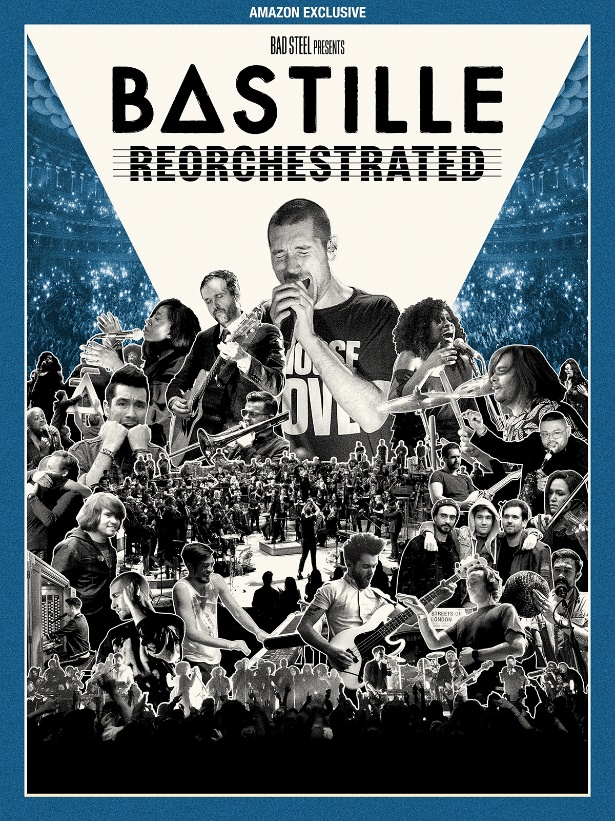 AMAZON EXCLUSIVE
BAD STEEL PRESENTS
BASTILLE
REORCHESTRATED
STREETS OF
LONDON